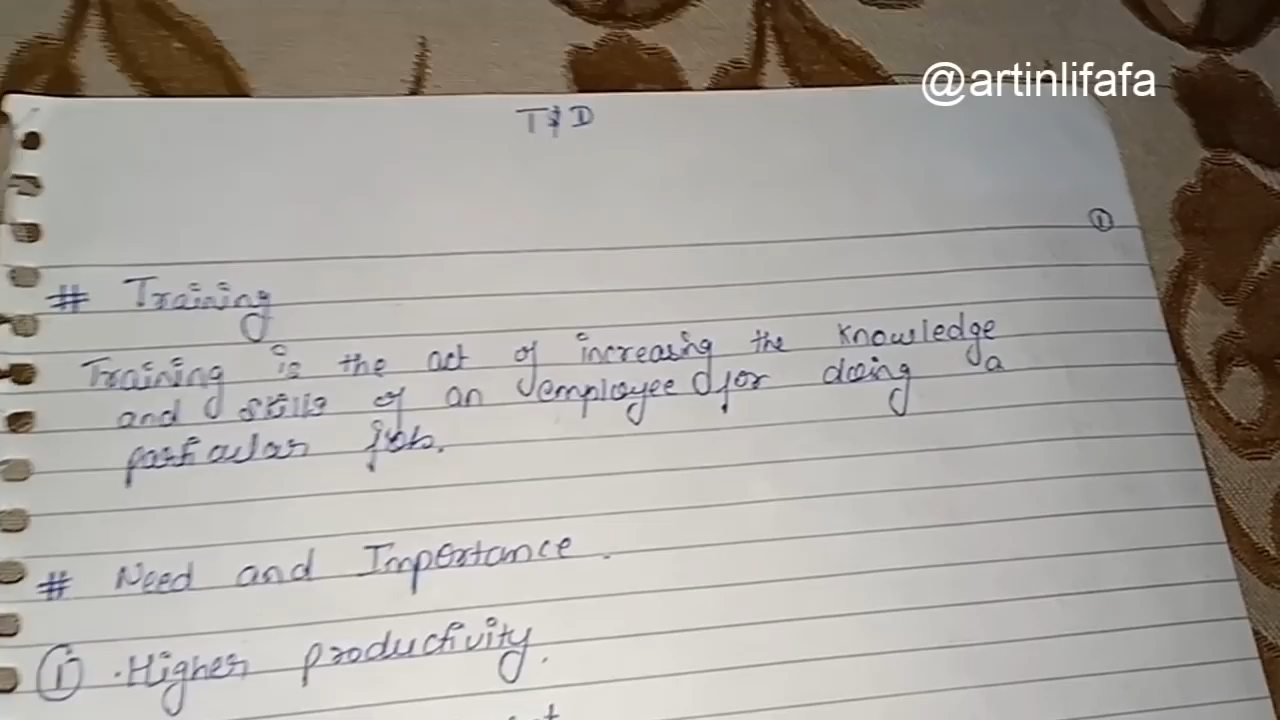 @artinlifafa
T&D
①
# Training
Training is the act of increasing the knowledge
and skills of an employee for doing a
particular job.
# Need and Importance.
① Higher productivity.